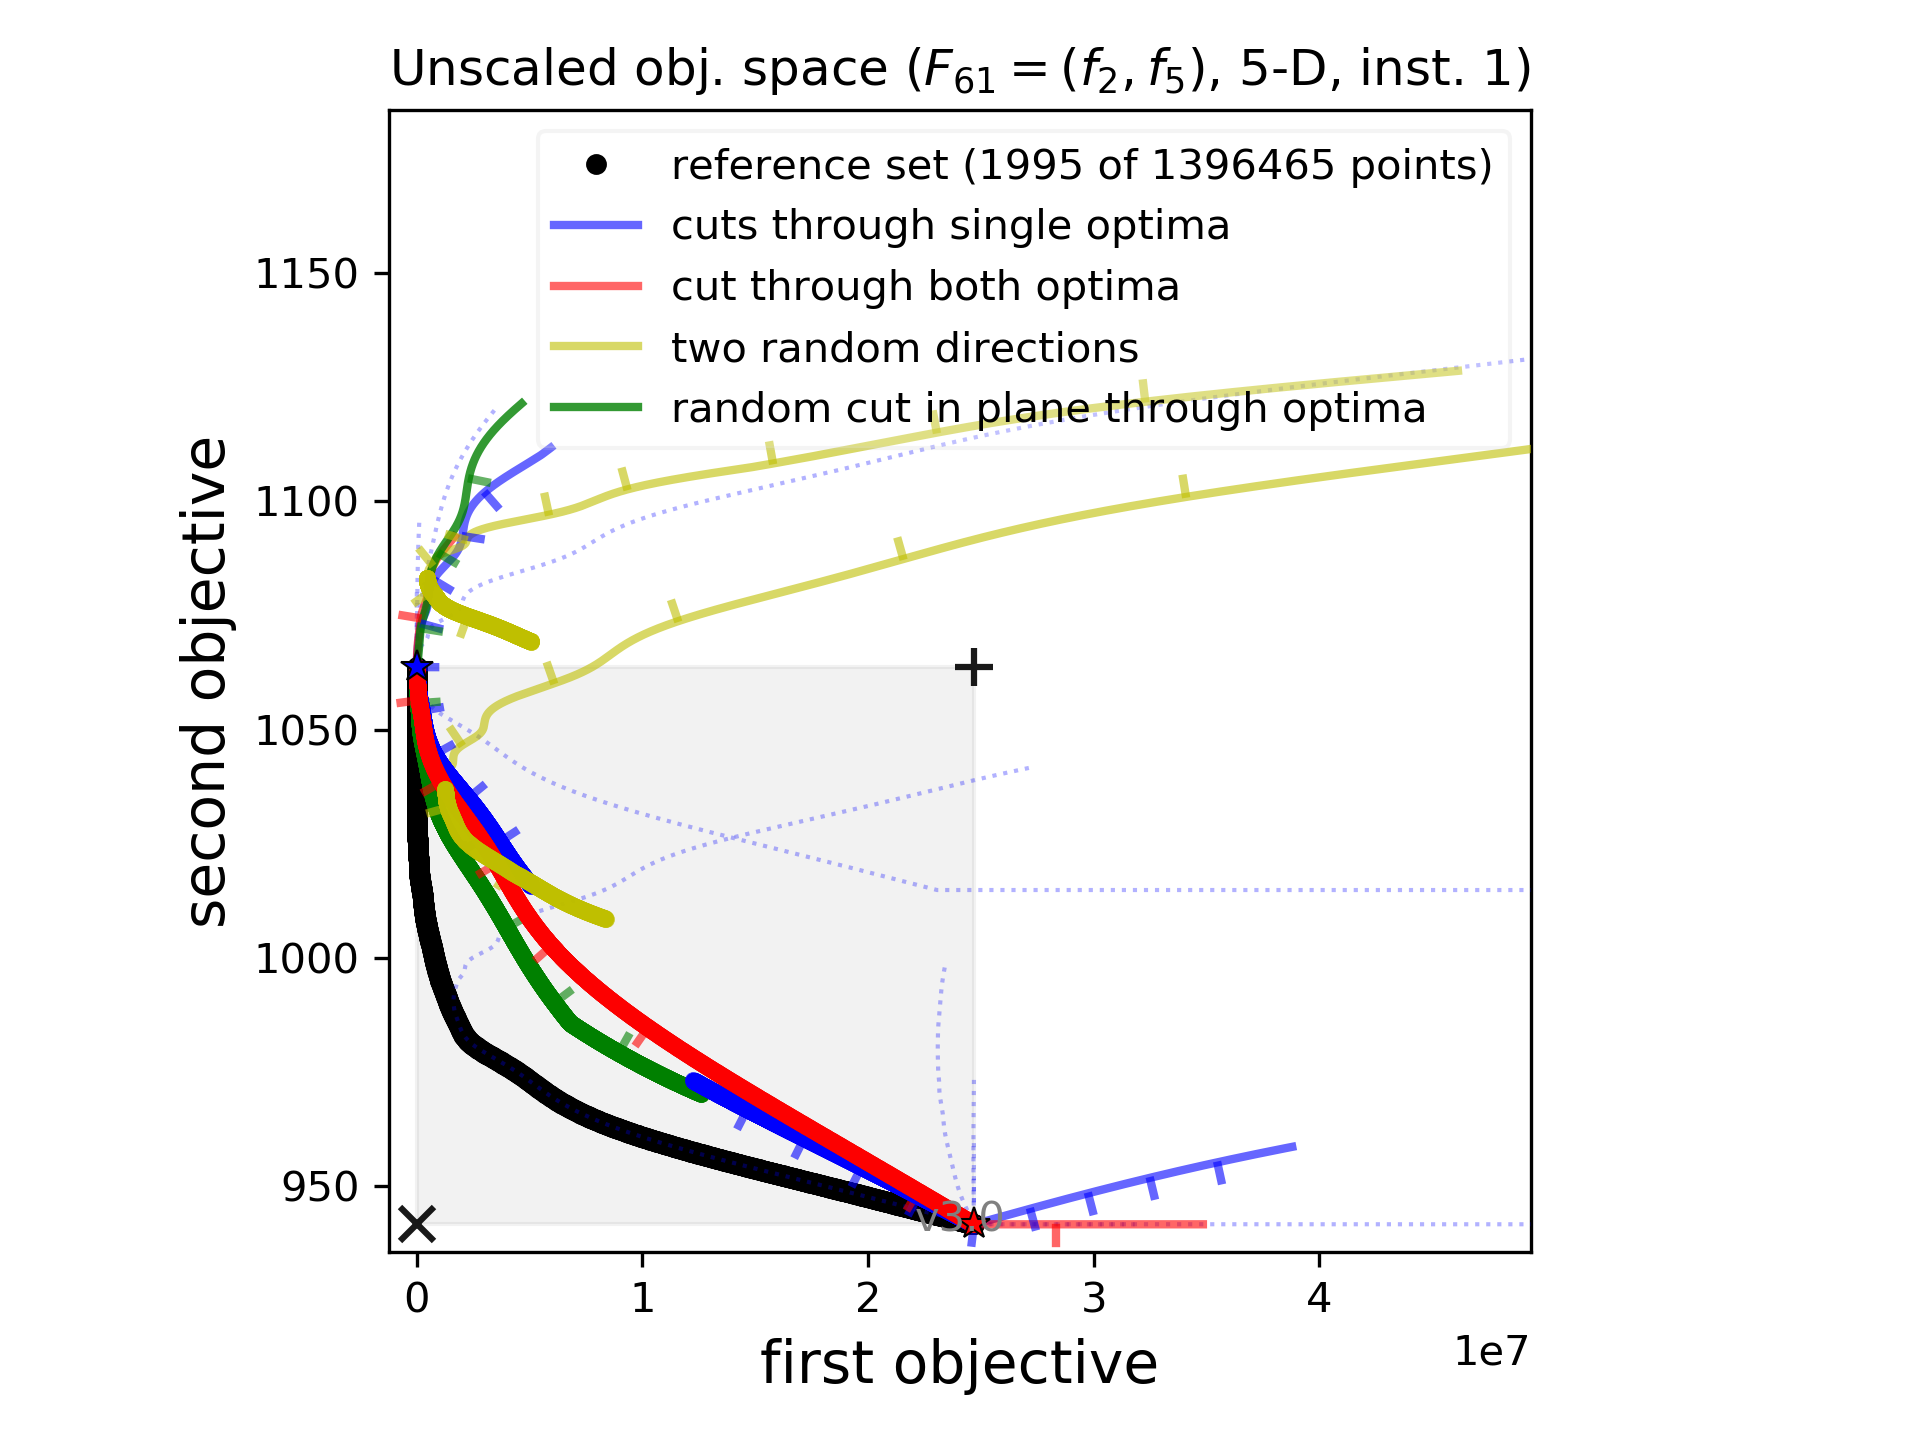 Unscaled obj. space (F61 = (f2, f5), 5-D, inst. 1)
reference set (1995 of 1396465 points)
cuts through single optima
cut through both optima
two random directions
random cut in plane through optima
second objective
1150
1100
1050
1000
950
v3.0
0 1 2 3 4
1e7
first objective